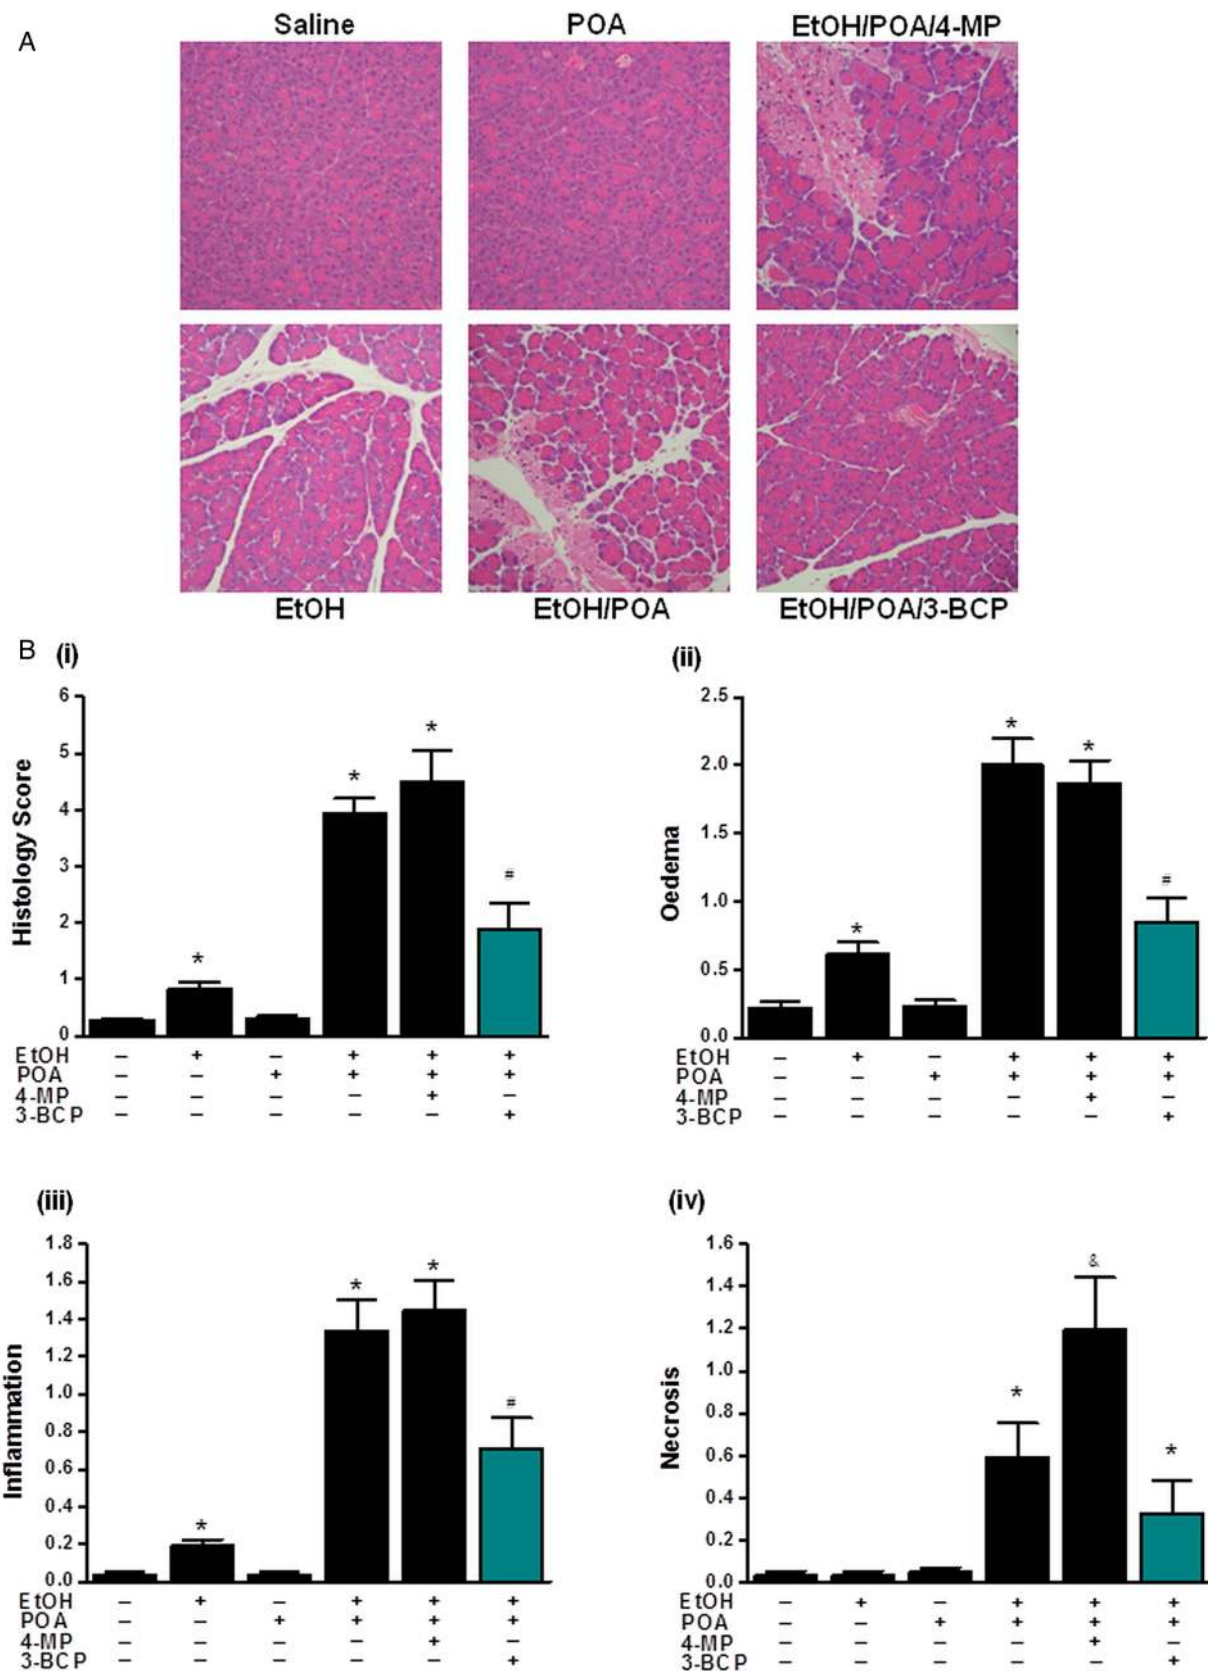 A
Saline POA EtOH/POA/4-MP
EtOH EtOH/POA EtOH/POA/3-BCP
B (i)
Histology Score
6
5
4
3
2
1
0
* * * #
EtOH – + – + + +
POA – – + + + +
4-MP – – – – + –
3-BCP – – – – – +
(ii)
Oedema
2.5
2.0
1.5
1.0
0.5
0.0
* * * #
EtOH – + – + + +
POA – – + + + +
4-MP – – – – + –
3-BCP – – – – – +
(iii)
Inflammation
1.8
1.6
1.4
1.2
1.0
0.8
0.6
0.4
0.2
0.0
* * * #
EtOH – + – + + +
POA – – + + + +
4-MP – – – – + –
3-BCP – – – – – +
(iv)
Necrosis
1.6
1.4
1.2
1.0
0.8
0.6
0.4
0.2
0.0
* & *
EtOH – + – + + +
POA – – + + + +
4-MP – – – – + –
3-BCP – – – – – +